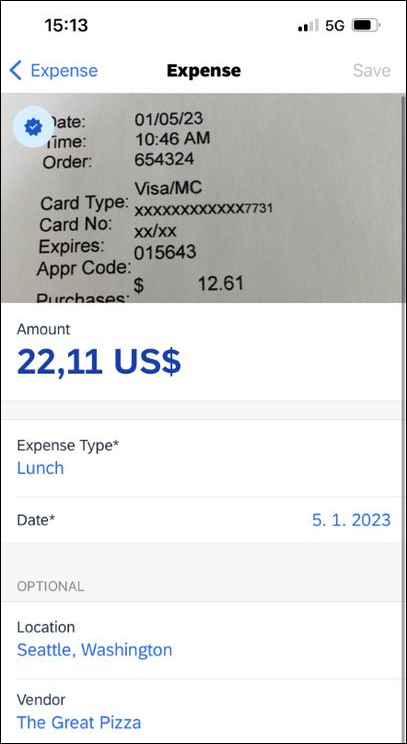 15:13
5G
Expense
Expense
Save
Date: 01/05/23
Time: 10:46 AM
Order: 654324
Card Type: Visa/MC
Card No: xxxxxxxxxxxx7731
Expires: xx/xx
Appr Code: 015643
Purchases: $ 12.61
Amount
22,11 US$
Expense Type*
Lunch
Date*
5. 1. 2023
OPTIONAL
Location
Seattle, Washington
Vendor
The Great Pizza